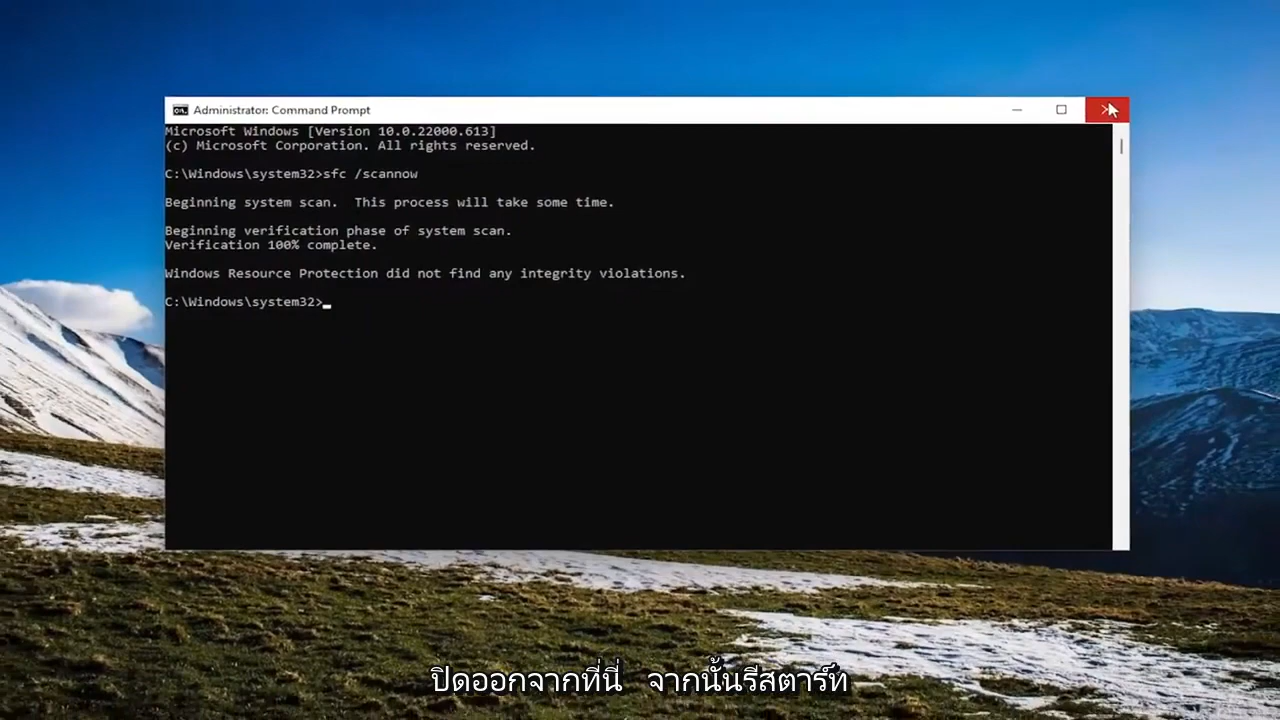 Administrator: Command Prompt
Microsoft Windows [Version 10.0.22000.613]
(c) Microsoft Corporation. All rights reserved.
C:\Windows\system32>sfc /scannow
Beginning system scan.  This process will take some time.
Beginning verification phase of system scan.
Verification 100% complete.
Windows Resource Protection did not find any integrity violations.
C:\Windows\system32>
ปิดออกจากที่นี่ จากนั้นรีสตาร์ท